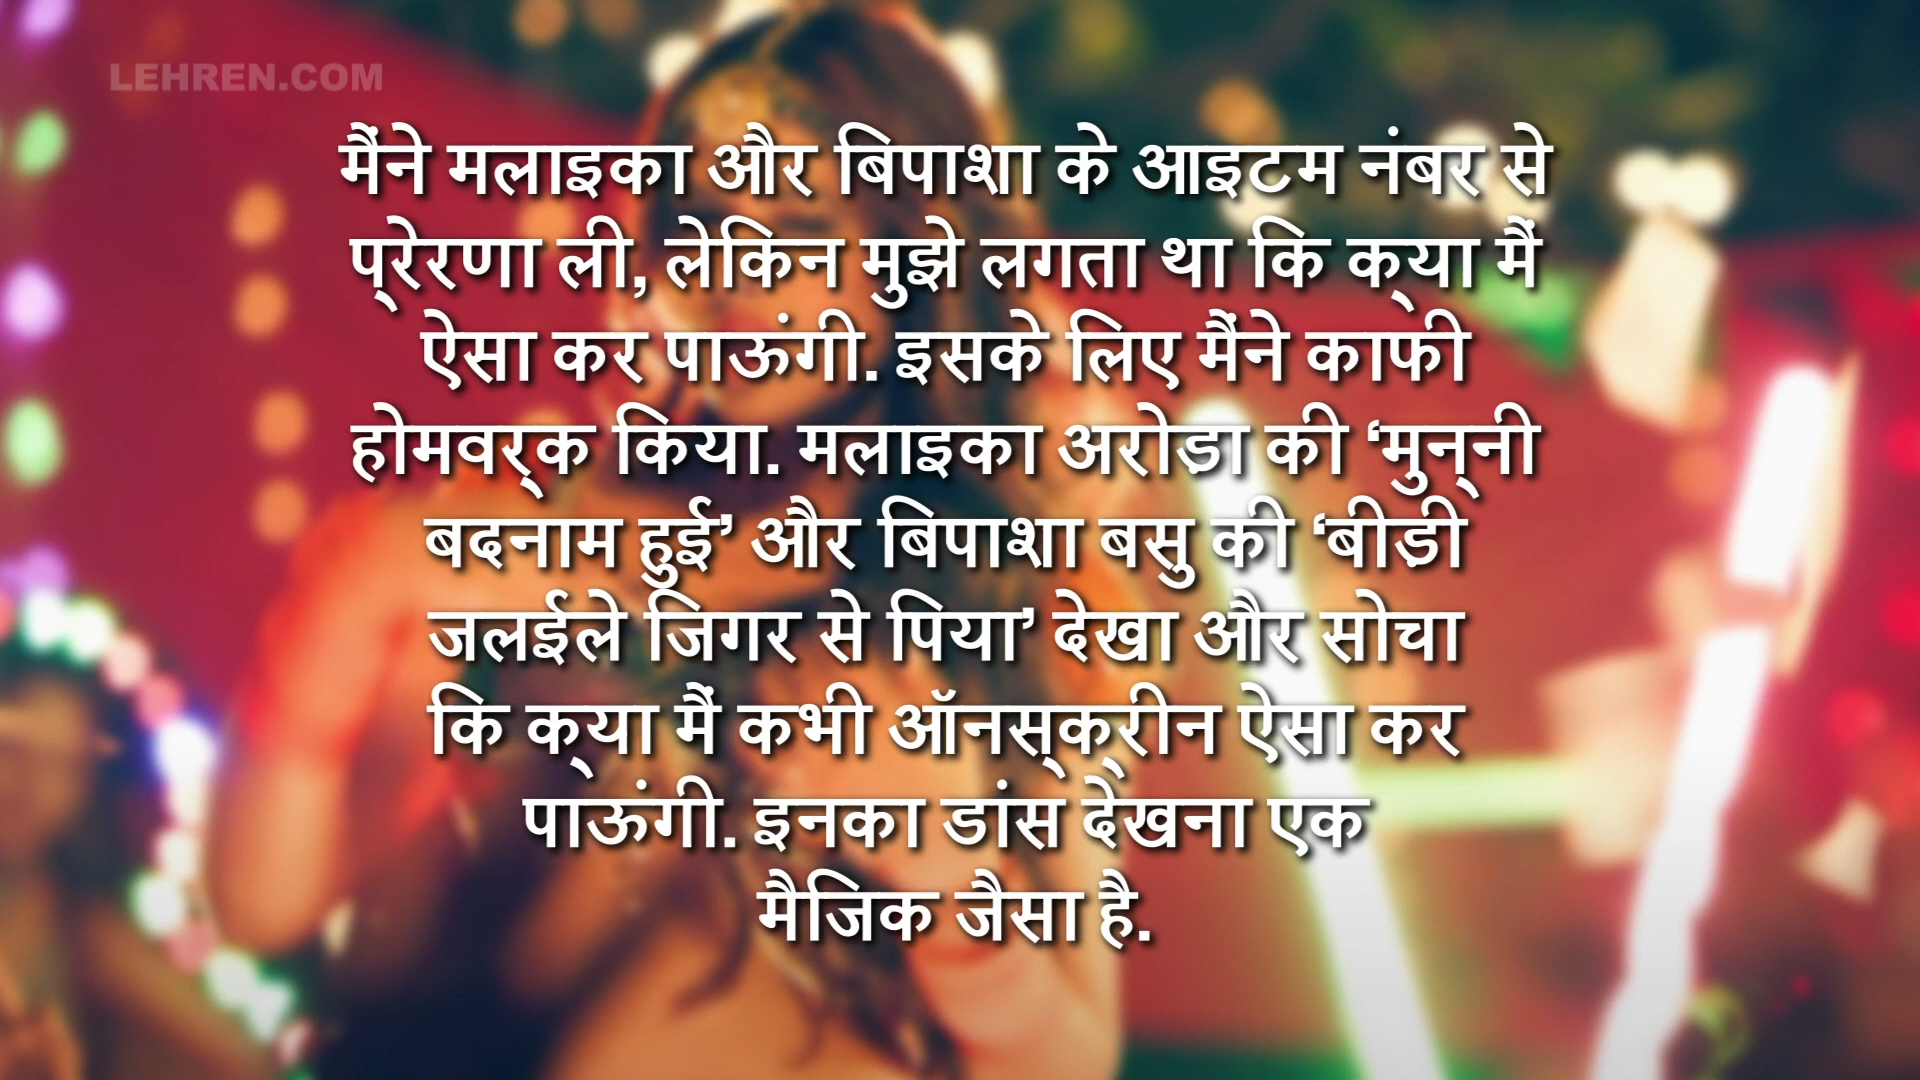 LEHREN.COM
मैंने मलाइका और बिपाशा के आइटम नंबर से
प्रेरणा ली, लेकिन मुझे लगता था कि क्या मैं
ऐसा कर पाऊंगी. इसके लिए मैंने काफी
होमवर्क किया. मलाइका अरोड़ा की ‘मुन्नी
बदनाम हुई’ और बिपाशा बसु की ‘बीड़ी
जलईले जिगर से पिया’ देखा और सोचा
कि क्या मैं कभी ऑनस्क्रीन ऐसा कर
पाऊंगी. इनका डांस देखना एक
मैजिक जैसा है.